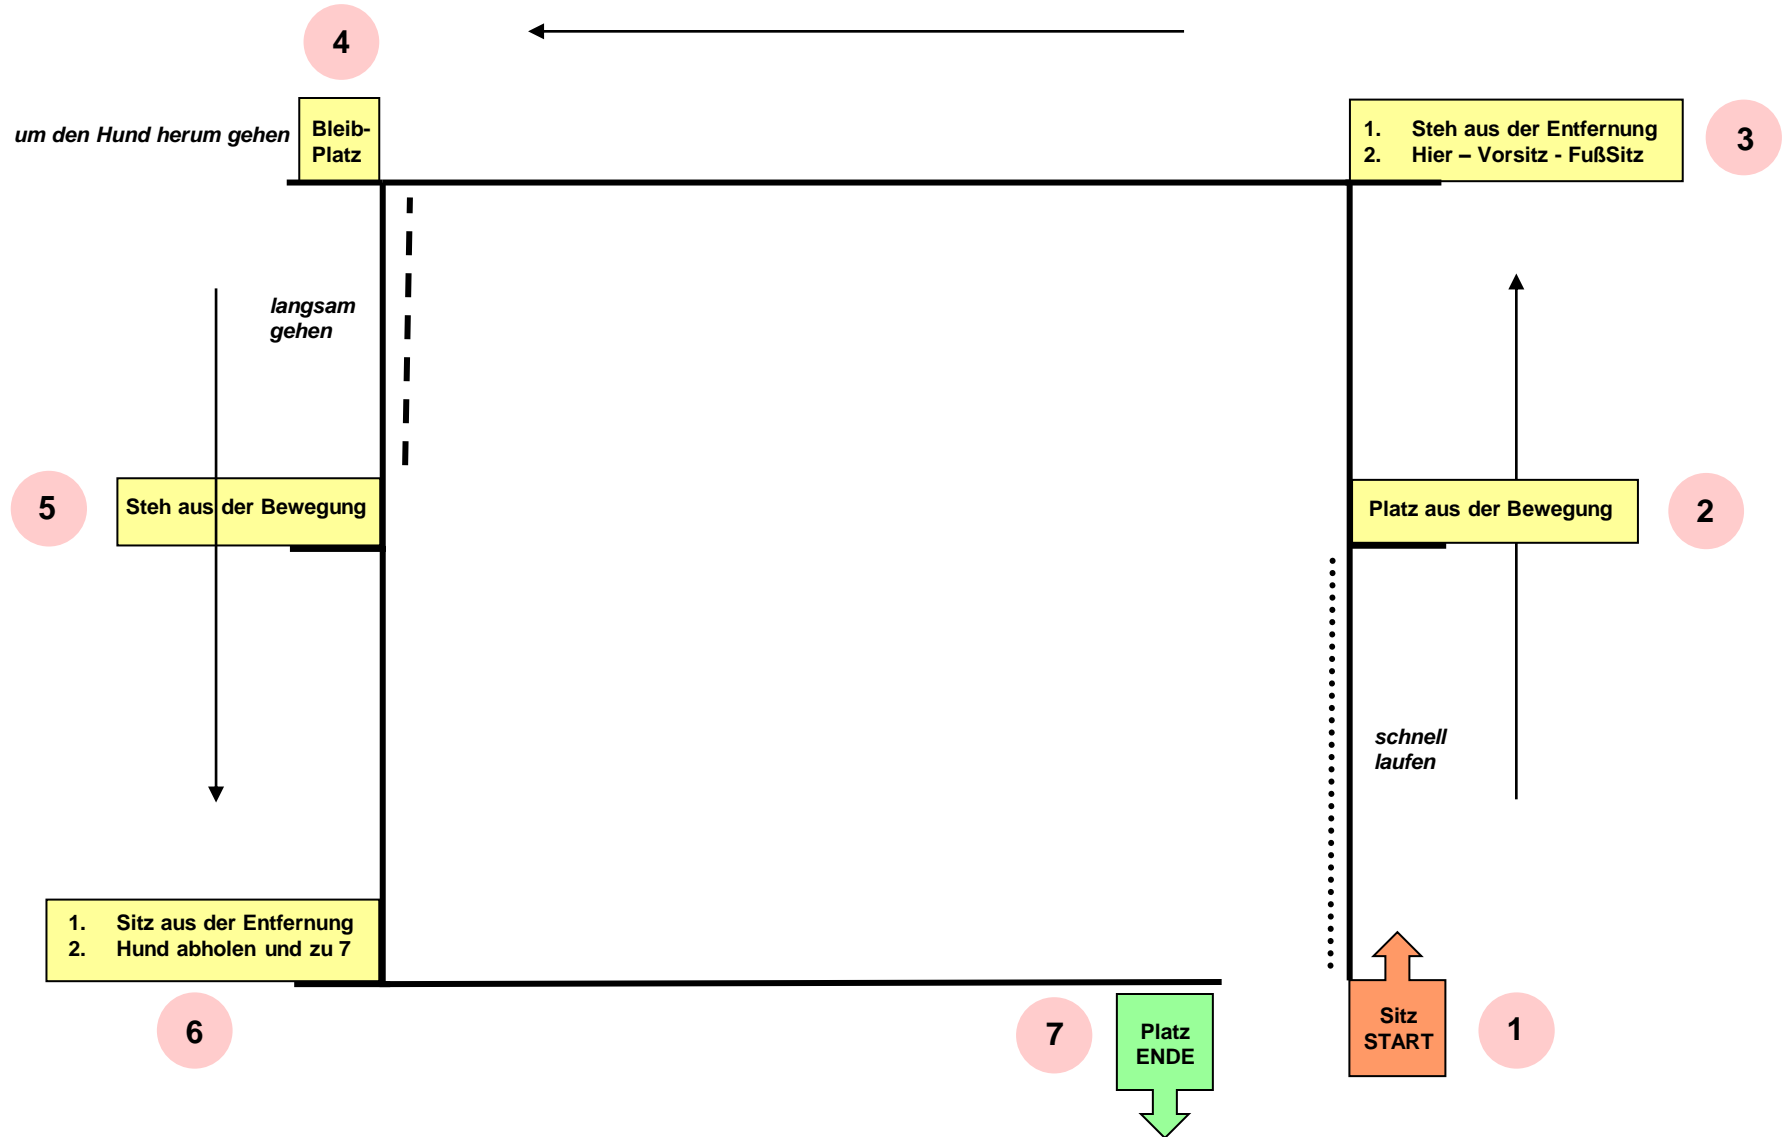 4
um den Hund herum gehen
Bleib-
Platz
1. Steh aus der Entfernung
2. Hier – Vorsitz - FußSitz
3
langsam
gehen
5
Steh aus der Bewegung
Platz aus der Bewegung
2
schnell
laufen
1. Sitz aus der Entfernung
2. Hund abholen und zu 7
6
7
Platz
ENDE
Sitz
START
1